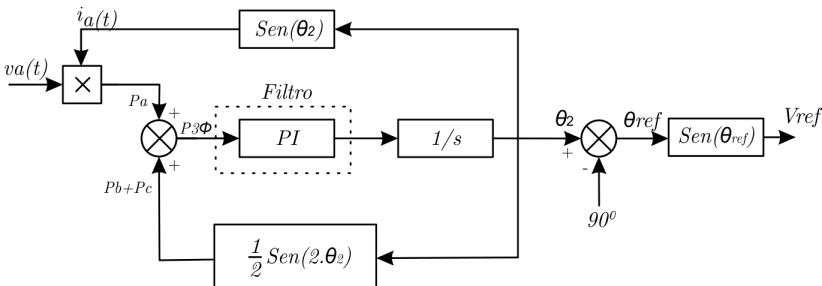 i a(t)
Sen(θ2)
va(t)
×
Pa
+
Filtro
P3Φ
PI
1/s
θ2
θref
Sen(θref)
Vref
+
+
-
Pb+Pc
90⁰
1/2 Sen(2.θ2)